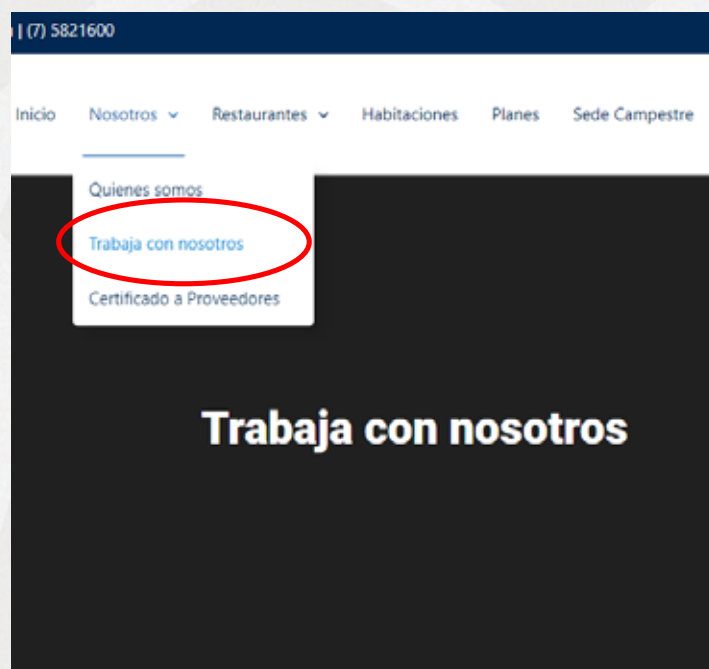 | (7) 5821600
Inicio Nosotros Restaurantes Habitaciones Planes Sede Campestre
Quienes somos
Trabaja con nosotros
Certificado a Proveedores
Trabaja con nosotros